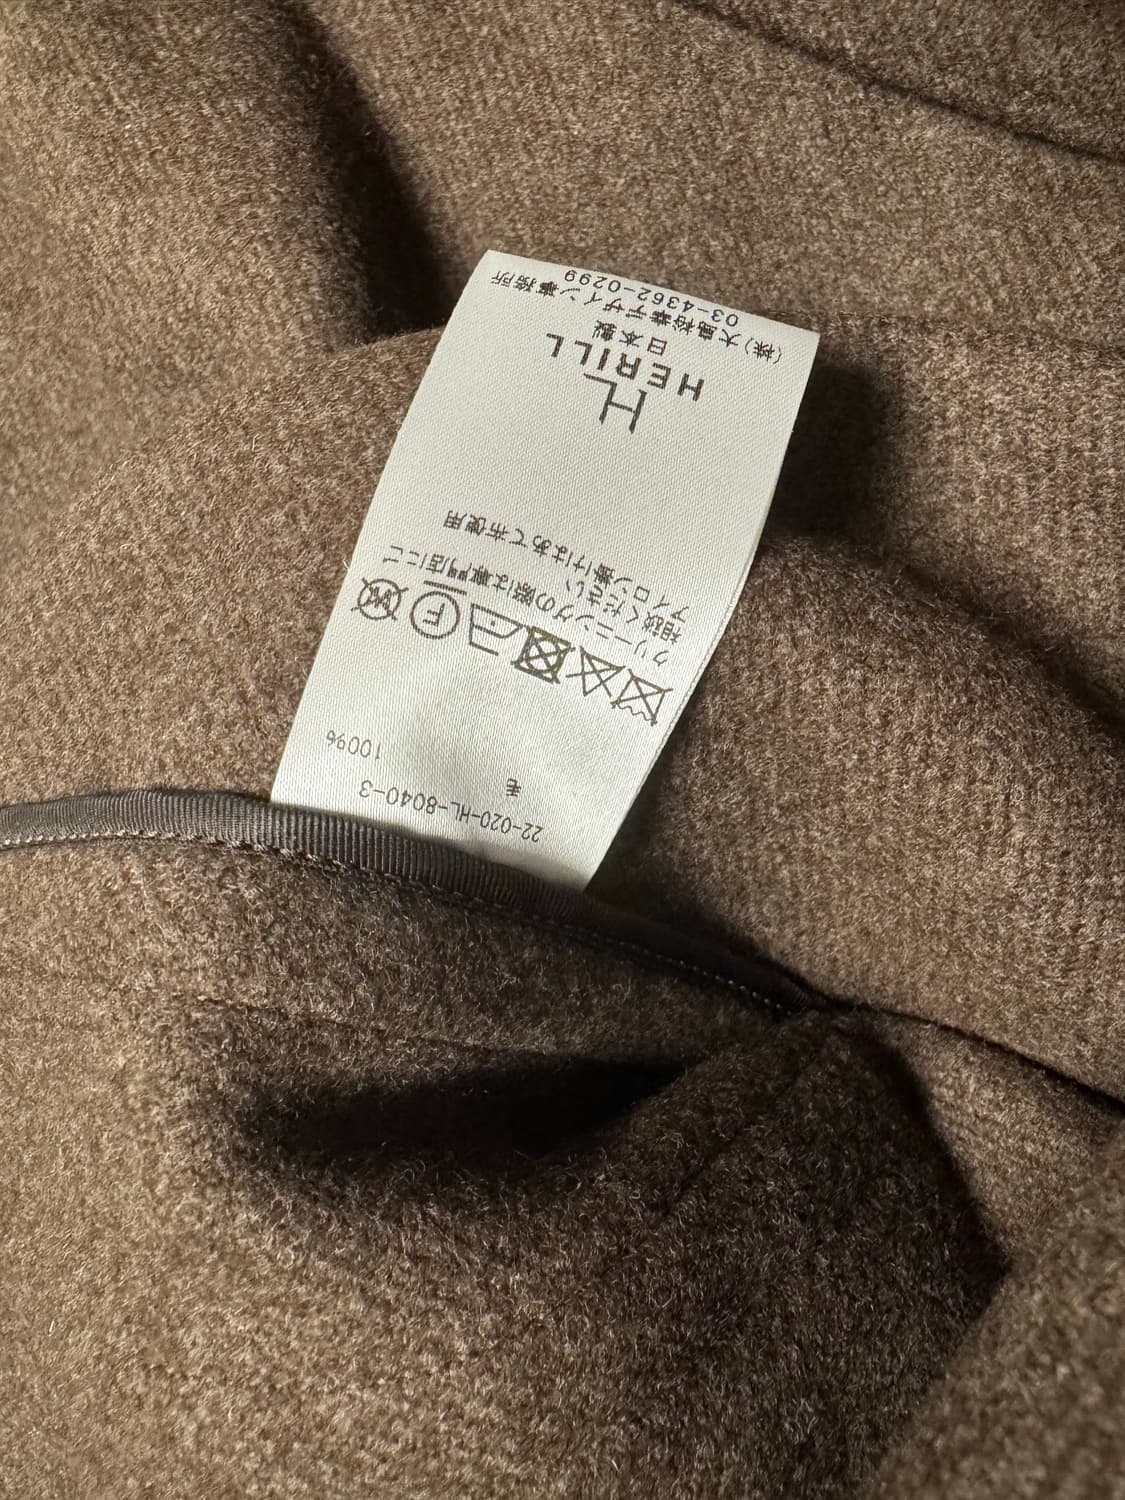 22-020-HL-8040-3
毛 100%
クリーニングの際は専門店にご
相談ください
アイロン掛けはあて布使用
HL
HERILL
日本製
(株)大島裕幸デザイン事務所
03-4362-0299